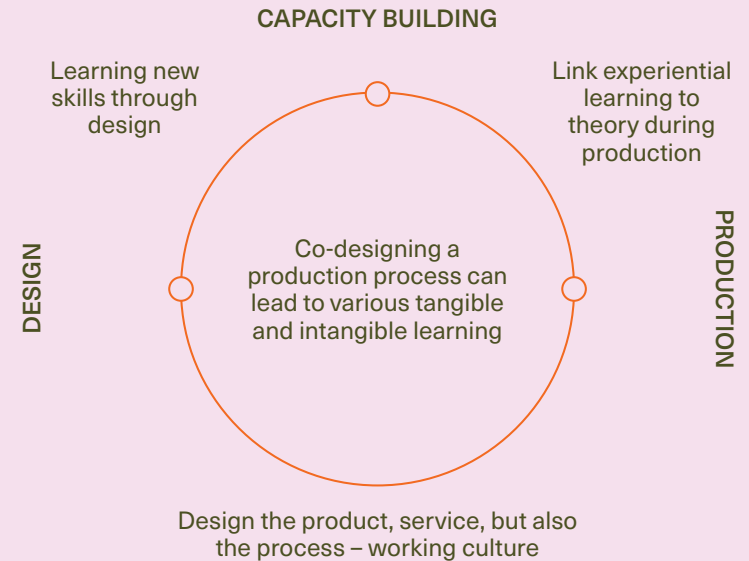 CAPACITY BUILDING
Learning new
skills through
design
Link experiential
learning to
theory during
production
DESIGN
Co-designing a
production process can
lead to various tangible
and intangible learning
PRODUCTION
Design the product, service, but also
the process – working culture